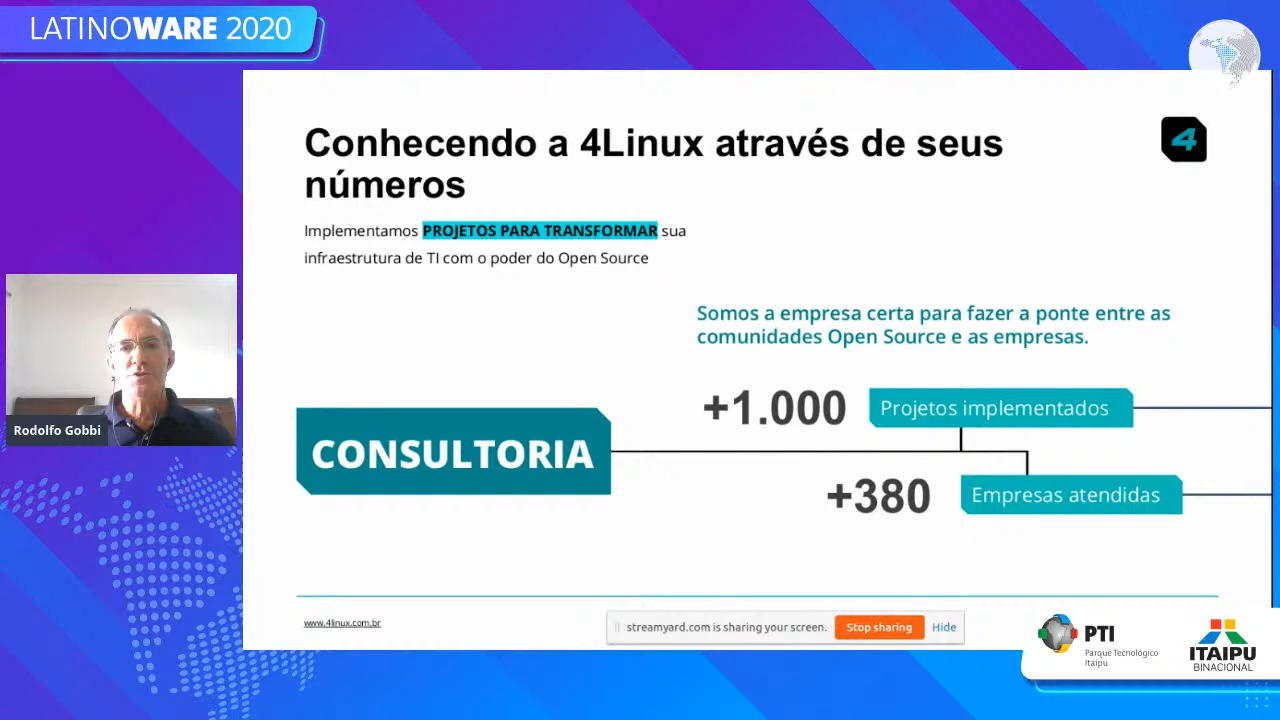 LATINOWARE 2020
Conhecendo a 4Linux através de seus
números
4
Implementamos PROJETOS PARA TRANSFORMAR sua
infraestrutura de TI com o poder do Open Source
Somos a empresa certa para fazer a ponte entre as
comunidades Open Source e as empresas.
+1.000 Projetos implementados
Rodolfo Gobbi
CONSULTORIA
+380 Empresas atendidas
www.4linux.com.br
streamyard.com is sharing your screen. Stop sharing Hide
PTI
Parque Tecnológico
Itaipu
ITAIPU
BINACIONAL